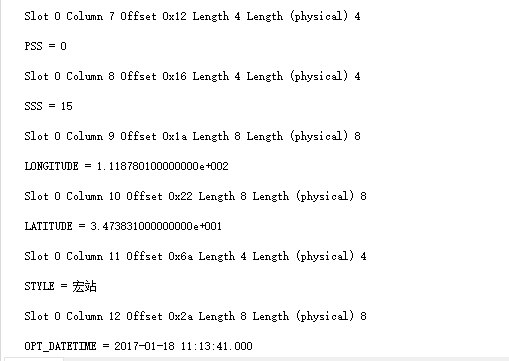 Slot 0 Column 7 Offset 0x12 Length 4 Length (physical) 4
PSS = 0
Slot 0 Column 8 Offset 0x16 Length 4 Length (physical) 4
SSS = 15
Slot 0 Column 9 Offset 0x1a Length 8 Length (physical) 8
LONGITUDE = 1.118780100000000e+002
Slot 0 Column 10 Offset 0x22 Length 8 Length (physical) 8
LATITUDE = 3.473831000000000e+001
Slot 0 Column 11 Offset 0x6a Length 4 Length (physical) 4
STYLE = 宏站
Slot 0 Column 12 Offset 0x2a Length 8 Length (physical) 8
OPT_DATETIME = 2017-01-18 11:13:41.000